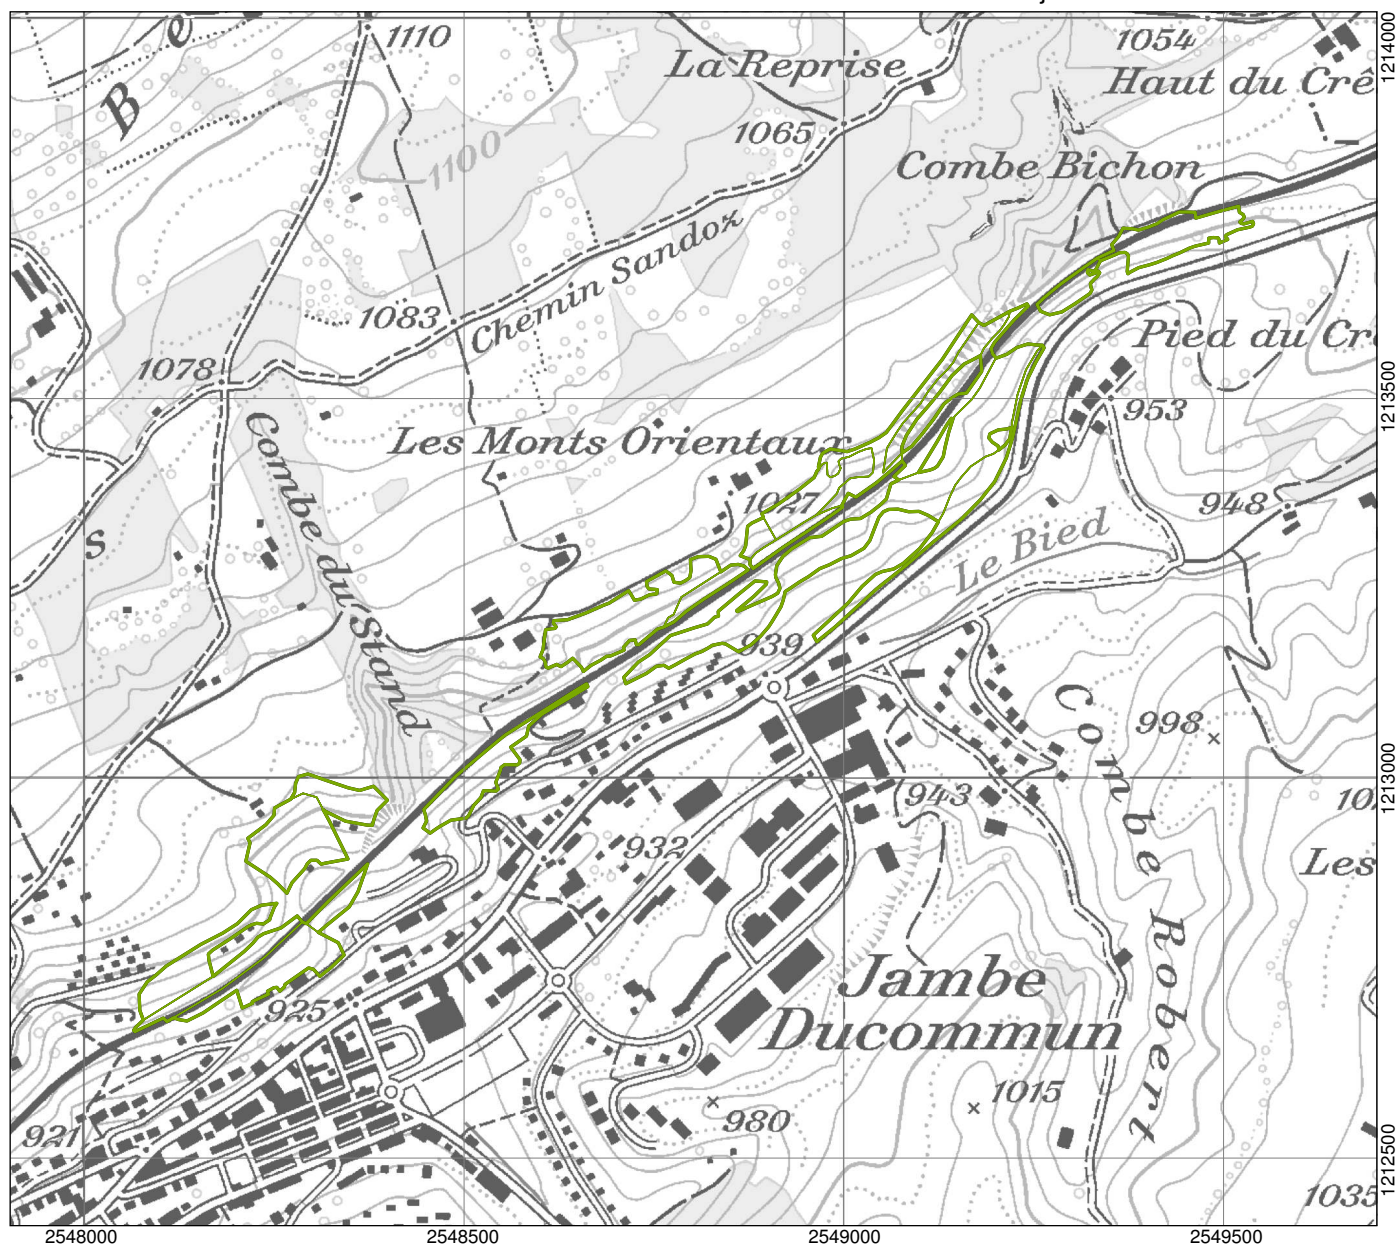 1110
1054
La Reprise
Haut du Crê
Be
1065
1100
Combe Bichon
Chemin Sandoz
1083
Pied du Cr
1078
953
Les Monts Orientaux
1027
948
s
Combe du Stand
Le Bied
939
998
Combe Robert
943
932
Les
925
Jambe
Ducommun
1015
980
921
1035
2548000
2548500
2549000
2549500
1214000
1213500
1213000
1212500